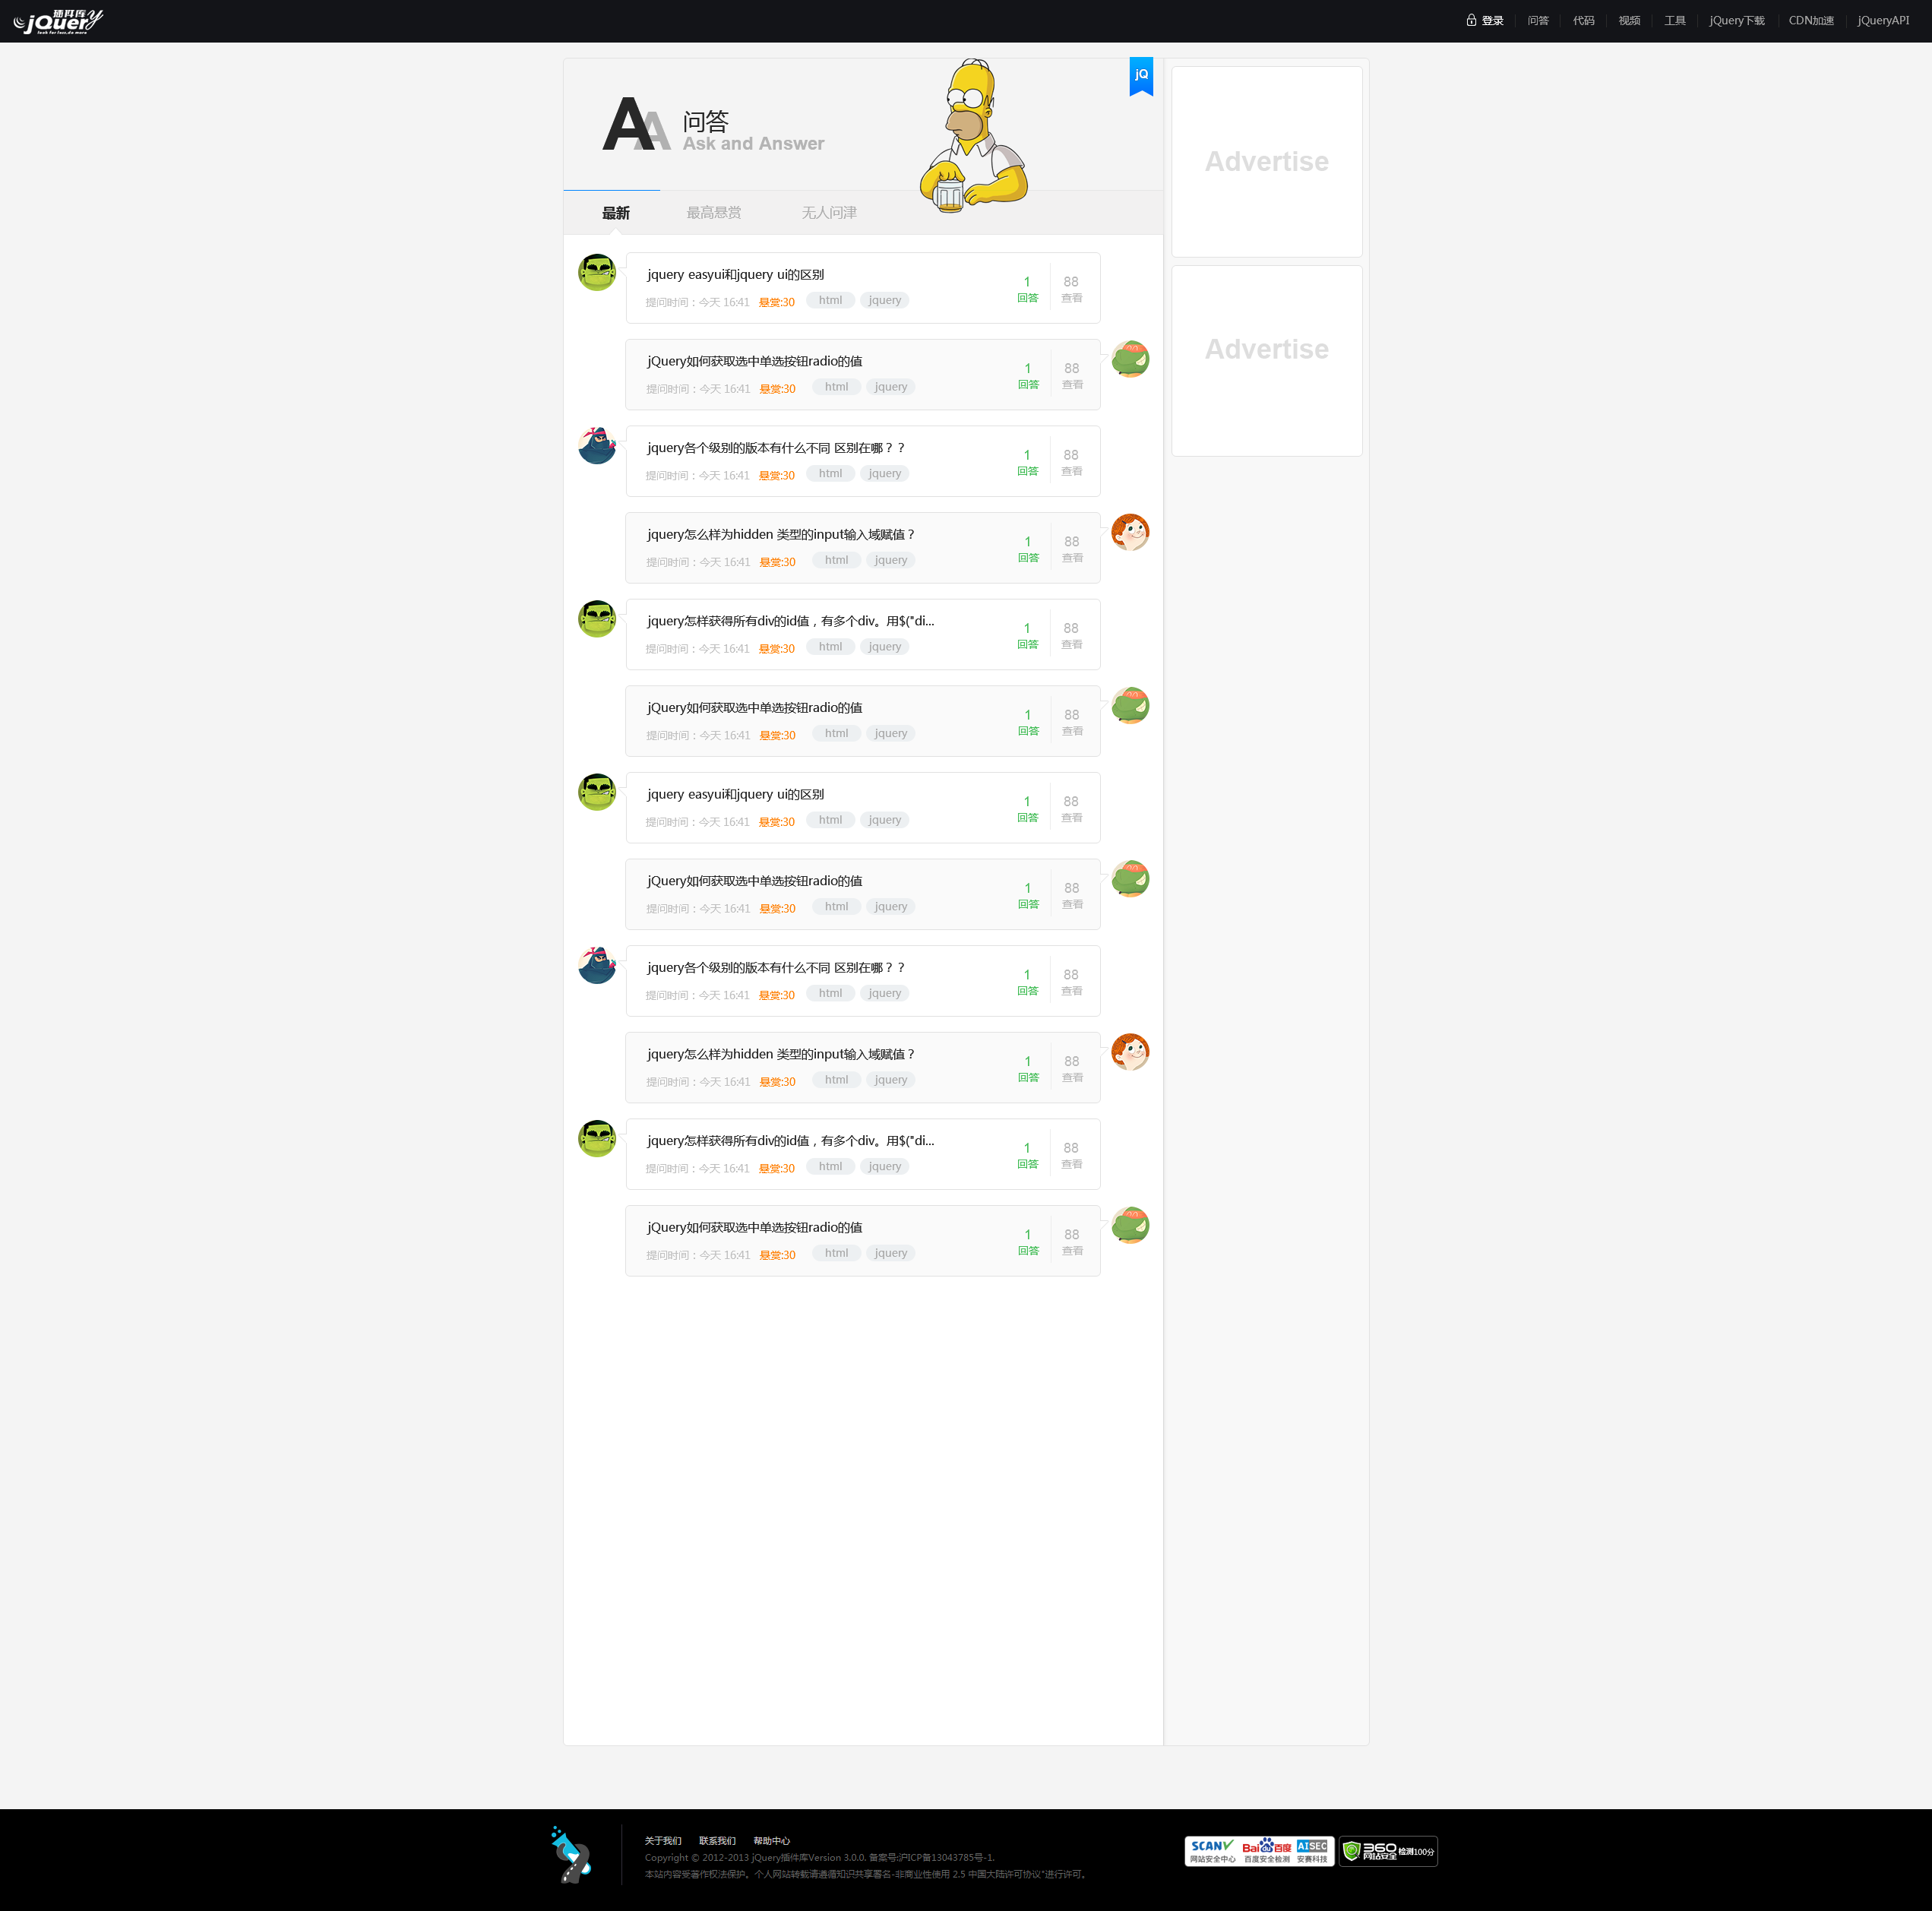 插件库
jQuery
look for less,do more
登录 问答 代码 视频 工具 jQuery下载 CDN加速 jQueryAPI
jQ
AA
问答
Ask and Answer
最新 最高悬赏 无人问津
Advertise
Advertise
jquery easyui和jquery ui的区别
提问时间：今天 16:41 悬赏:30 html jquery
1 回答 88 查看
jQuery如何获取选中单选按钮radio的值
提问时间：今天 16:41 悬赏:30 html jquery
1 回答 88 查看
jquery各个级别的版本有什么不同 区别在哪？？
提问时间：今天 16:41 悬赏:30 html jquery
1 回答 88 查看
jquery怎么样为hidden 类型的input输入域赋值？
提问时间：今天 16:41 悬赏:30 html jquery
1 回答 88 查看
jquery怎样获得所有div的id值，有多个div。用$("di...
提问时间：今天 16:41 悬赏:30 html jquery
1 回答 88 查看
jQuery如何获取选中单选按钮radio的值
提问时间：今天 16:41 悬赏:30 html jquery
1 回答 88 查看
jquery easyui和jquery ui的区别
提问时间：今天 16:41 悬赏:30 html jquery
1 回答 88 查看
jQuery如何获取选中单选按钮radio的值
提问时间：今天 16:41 悬赏:30 html jquery
1 回答 88 查看
jquery各个级别的版本有什么不同 区别在哪？？
提问时间：今天 16:41 悬赏:30 html jquery
1 回答 88 查看
jquery怎么样为hidden 类型的input输入域赋值？
提问时间：今天 16:41 悬赏:30 html jquery
1 回答 88 查看
jquery怎样获得所有div的id值，有多个div。用$("di...
提问时间：今天 16:41 悬赏:30 html jquery
1 回答 88 查看
jQuery如何获取选中单选按钮radio的值
提问时间：今天 16:41 悬赏:30 html jquery
1 回答 88 查看
关于我们 联系我们 帮助中心
Copyright © 2012-2013 jQuery插件库Version 3.0.0. 备案号:沪ICP备13043785号-1.
本站内容受著作权法保护。个人网站转载请遵循知识共享署名-非商业性使用 2.5 中国大陆许可协议"进行许可。
SCANV 网站安全中心
Bai du 百度 百度安全检测
AISEC 安赛科技
360 网站安全 检测100分